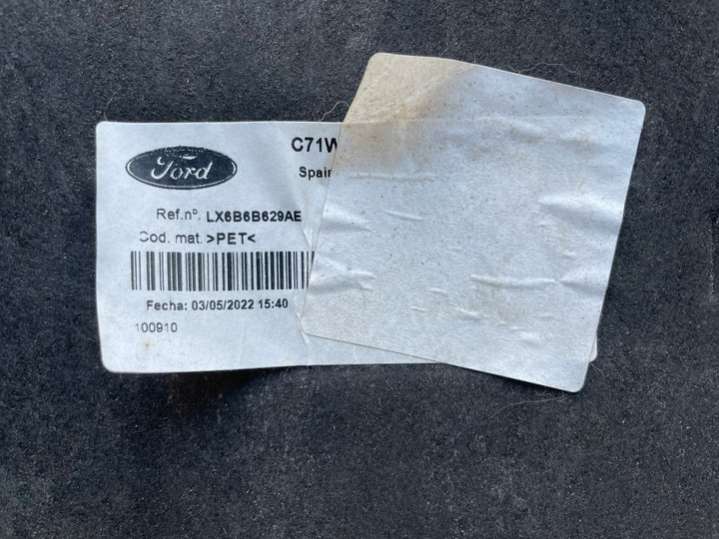 C71W
Ford
Spain
Ref.nº. LX6B6B629AE
Cod. mat. >PET<
Fecha: 03/05/2022 15:40
100910